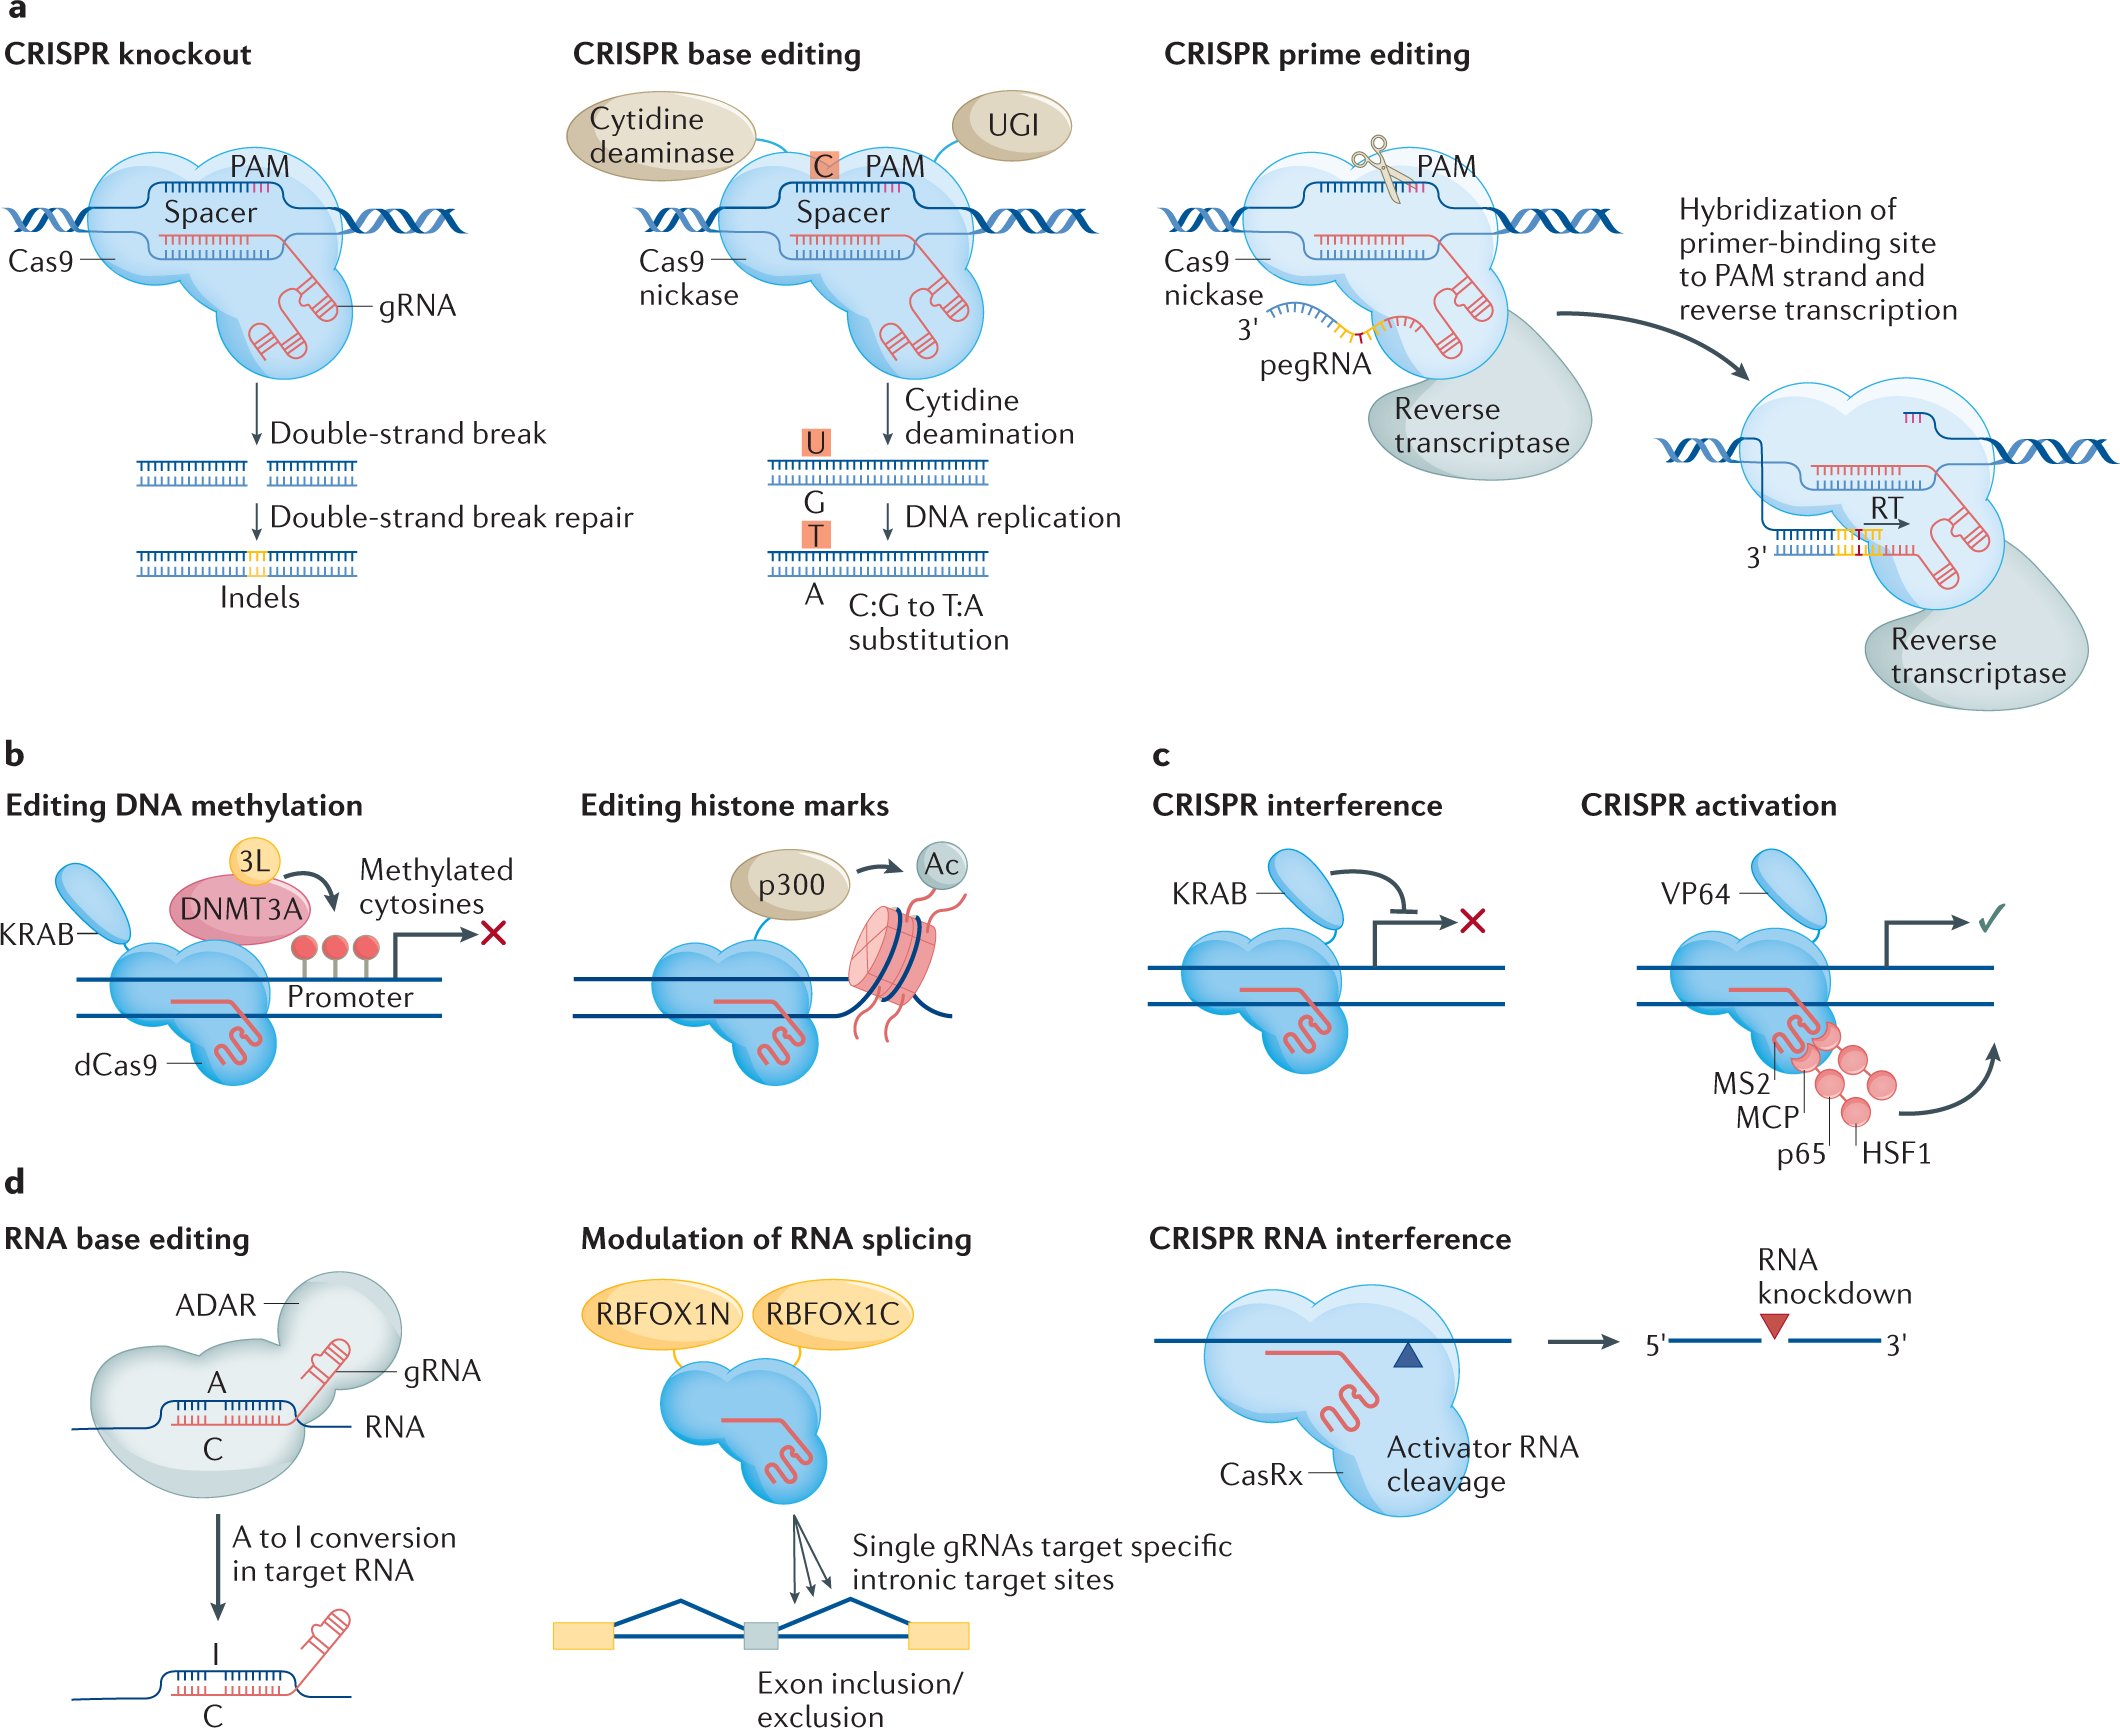 a
CRISPR knockout
PAM
Spacer
Cas9
gRNA
Double-strand break
Double-strand break repair
Indels
CRISPR base editing
Cytidine
deaminase
UGI
C
PAM
Spacer
Cas9
nickase
Cytidine
deamination
U
G
DNA replication
T
A
C:G to T:A
substitution
CRISPR prime editing
PAM
Cas9
nickase
3'
pegRNA
Reverse
transcriptase
Hybridization of
primer-binding site
to PAM strand and
reverse transcription
RT
3'
Reverse
transcriptase
b
Editing DNA methylation
3L
DNMT3A
Methylated
cytosines
KRAB
Promoter
dCas9
Editing histone marks
p300
Ac
c
CRISPR interference
KRAB
CRISPR activation
VP64
MS2
MCP
p65
HSF1
d
RNA base editing
ADAR
gRNA
A
RNA
C
A to I conversion
in target RNA
I
C
Modulation of RNA splicing
RBFOX1N
RBFOX1C
Single gRNAs target specific
intronic target sites
Exon inclusion/
exclusion
CRISPR RNA interference
CasRx
Activator RNA
cleavage
RNA
knockdown
5'
3'